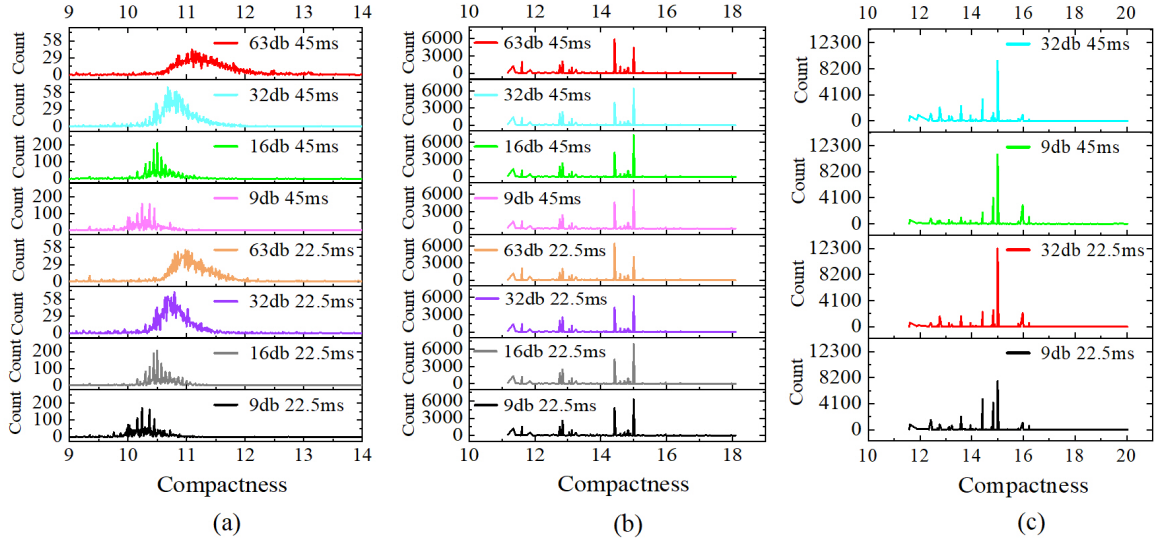 9 10 11 12 13 14
58
29
0
Count
63db 45ms
58
29
0
Count
32db 45ms
200
100
0
Count
16db 45ms
200
100
0
Count
9db 45ms
58
29
0
Count
63db 22.5ms
58
29
0
Count
32db 22.5ms
200
100
0
Count
16db 22.5ms
200
100
0
Count
9db 22.5ms
9 10 11 12 13 14
Compactness
(a)
10 12 14 16 18
6000
3000
0
Count
63db 45ms
6000
3000
0
Count
32db 45ms
6000
3000
0
Count
16db 45ms
6000
3000
0
Count
9db 45ms
6000
3000
0
Count
63db 22.5ms
6000
3000
0
Count
32db 22.5ms
6000
3000
0
Count
16db 22.5ms
6000
3000
0
Count
9db 22.5ms
10 12 14 16 18
Compactness
(b)
10 12 14 16 18 20
12300
8200
4100
0
Count
32db 45ms
12300
8200
4100
0
Count
9db 45ms
12300
8200
4100
0
Count
32db 22.5ms
12300
8200
4100
0
Count
9db 22.5ms
10 12 14 16 18 20
Compactness
(c)